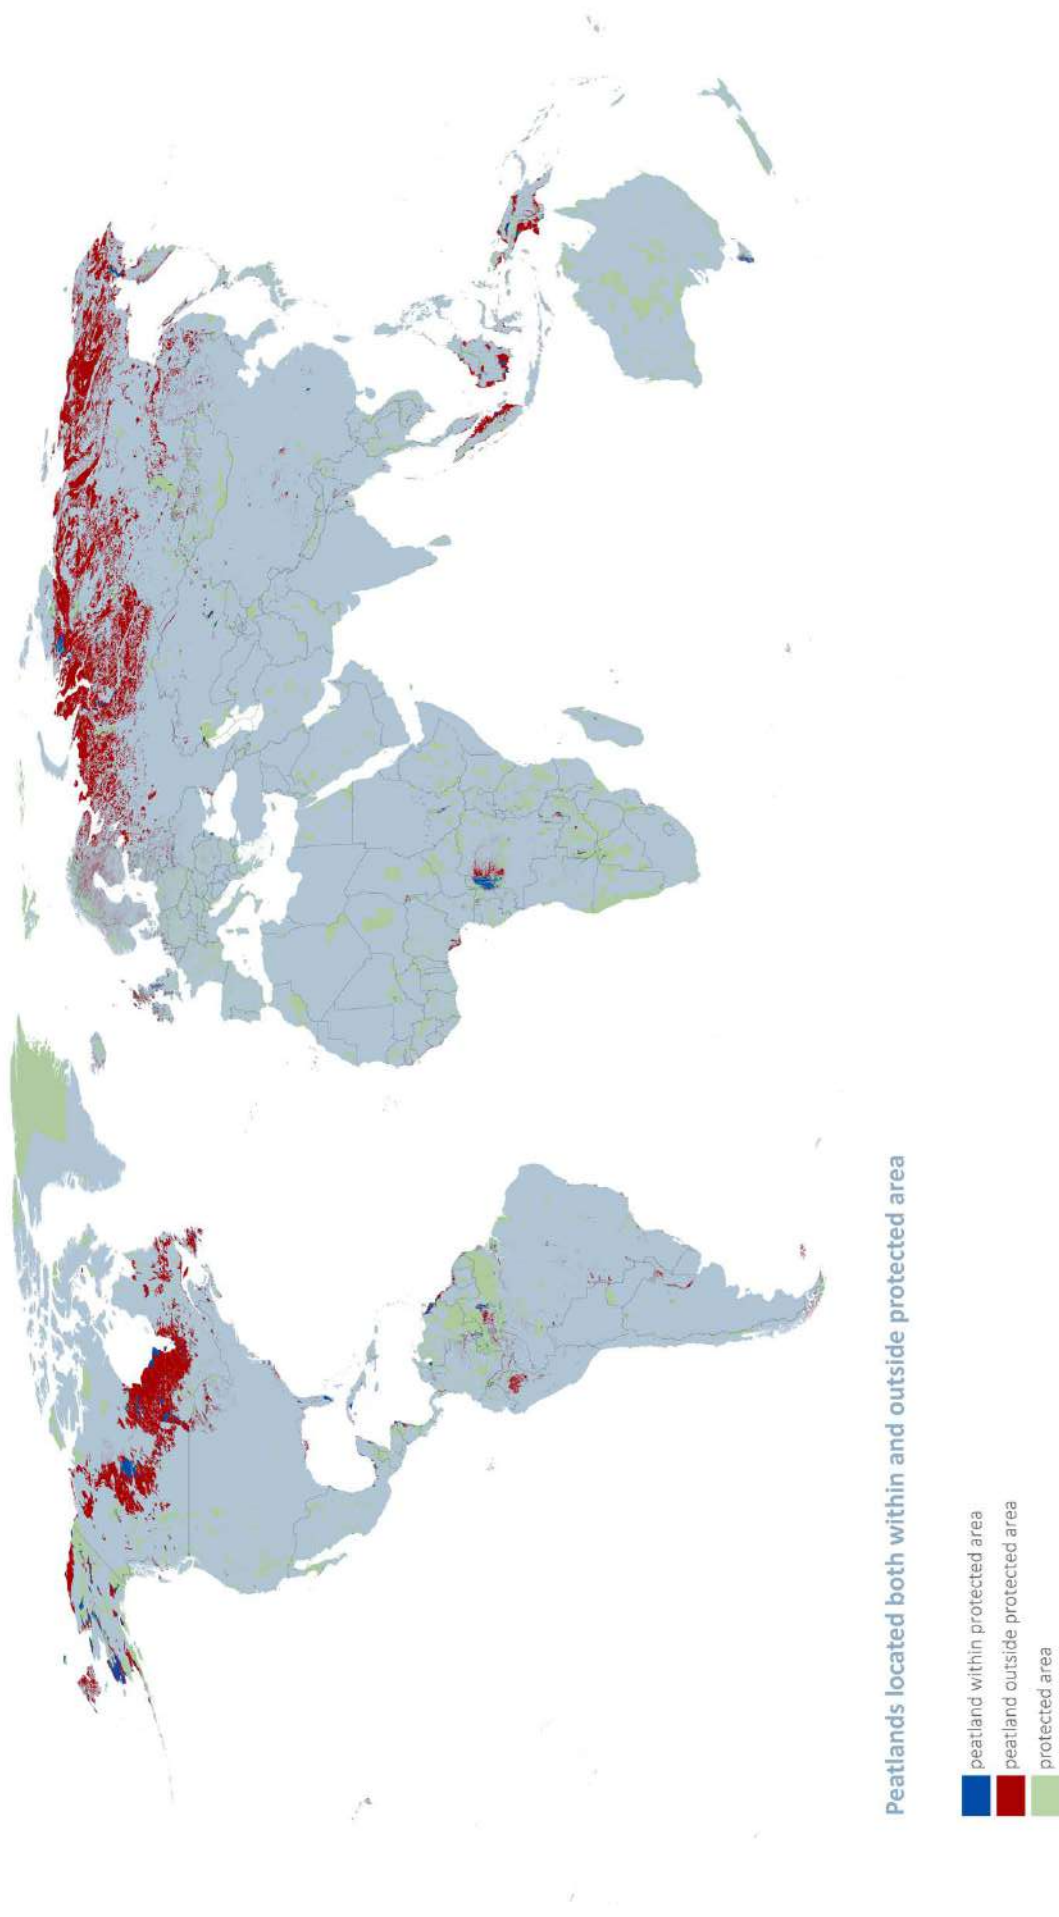 Peatlands located both within and outside protected area
peatland within protected area
peatland outside protected area
protected area